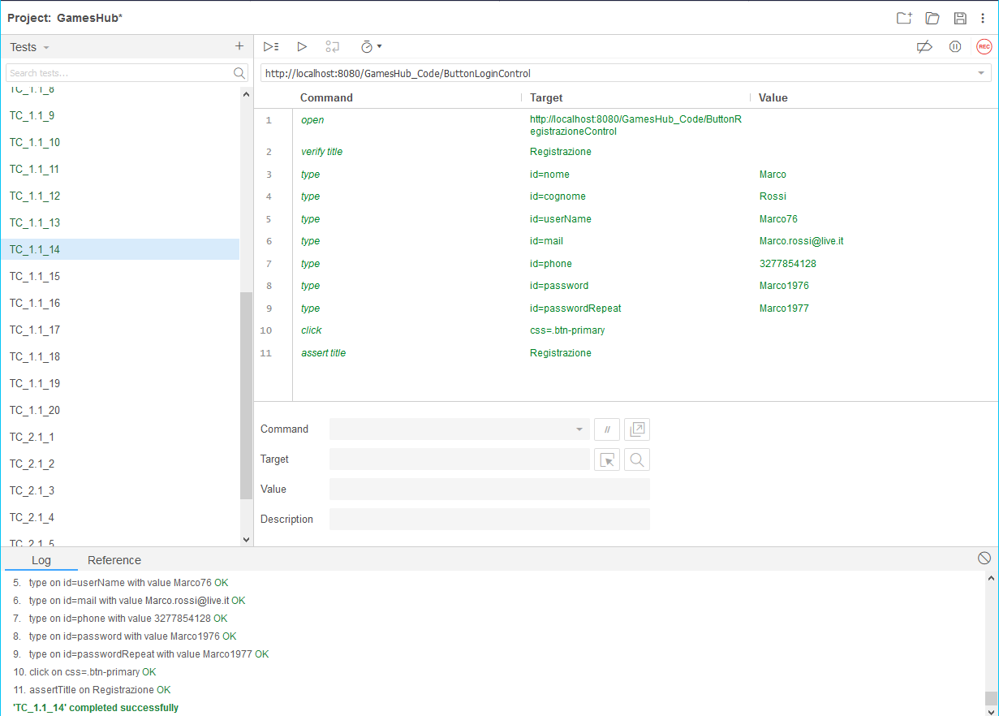 Project: GamesHub*
Tests
Search tests...
TC_1.1_8
TC_1.1_9
TC_1.1_10
TC_1.1_11
TC_1.1_12
TC_1.1_13
TC_1.1_14
TC_1.1_15
TC_1.1_16
TC_1.1_17
TC_1.1_18
TC_1.1_19
TC_1.1_20
TC_2.1_1
TC_2.1_2
TC_2.1_3
TC_2.1_4
TC_2.1_5
REC
http://localhost:8080/GamesHub_Code/ButtonLoginControl
Command Target Value
1 open http://localhost:8080/GamesHub_Code/ButtonR
egistrazioneControl
2 verify title Registrazione
3 type id=nome Marco
4 type id=cognome Rossi
5 type id=userName Marco76
6 type id=mail Marco.rossi@live.it
7 type id=phone 3277854128
8 type id=password Marco1976
9 type id=passwordRepeat Marco1977
10 click css=.btn-primary
11 assert title Registrazione
Command //
Target
Value
Description
Log Reference
5. type on id=userName with value Marco76 OK
6. type on id=mail with value Marco.rossi@live.it OK
7. type on id=phone with value 3277854128 OK
8. type on id=password with value Marco1976 OK
9. type on id=passwordRepeat with value Marco1977 OK
10. click on css=.btn-primary OK
11. assertTitle on Registrazione OK
'TC_1.1_14' completed successfully